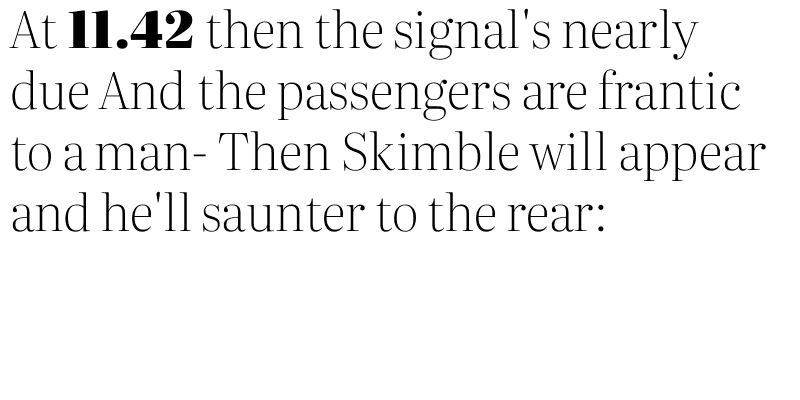 At 11.42 then the signal's nearly
due And the passengers are frantic
to a man- Then Skimble will appear
and he'll saunter to the rear: